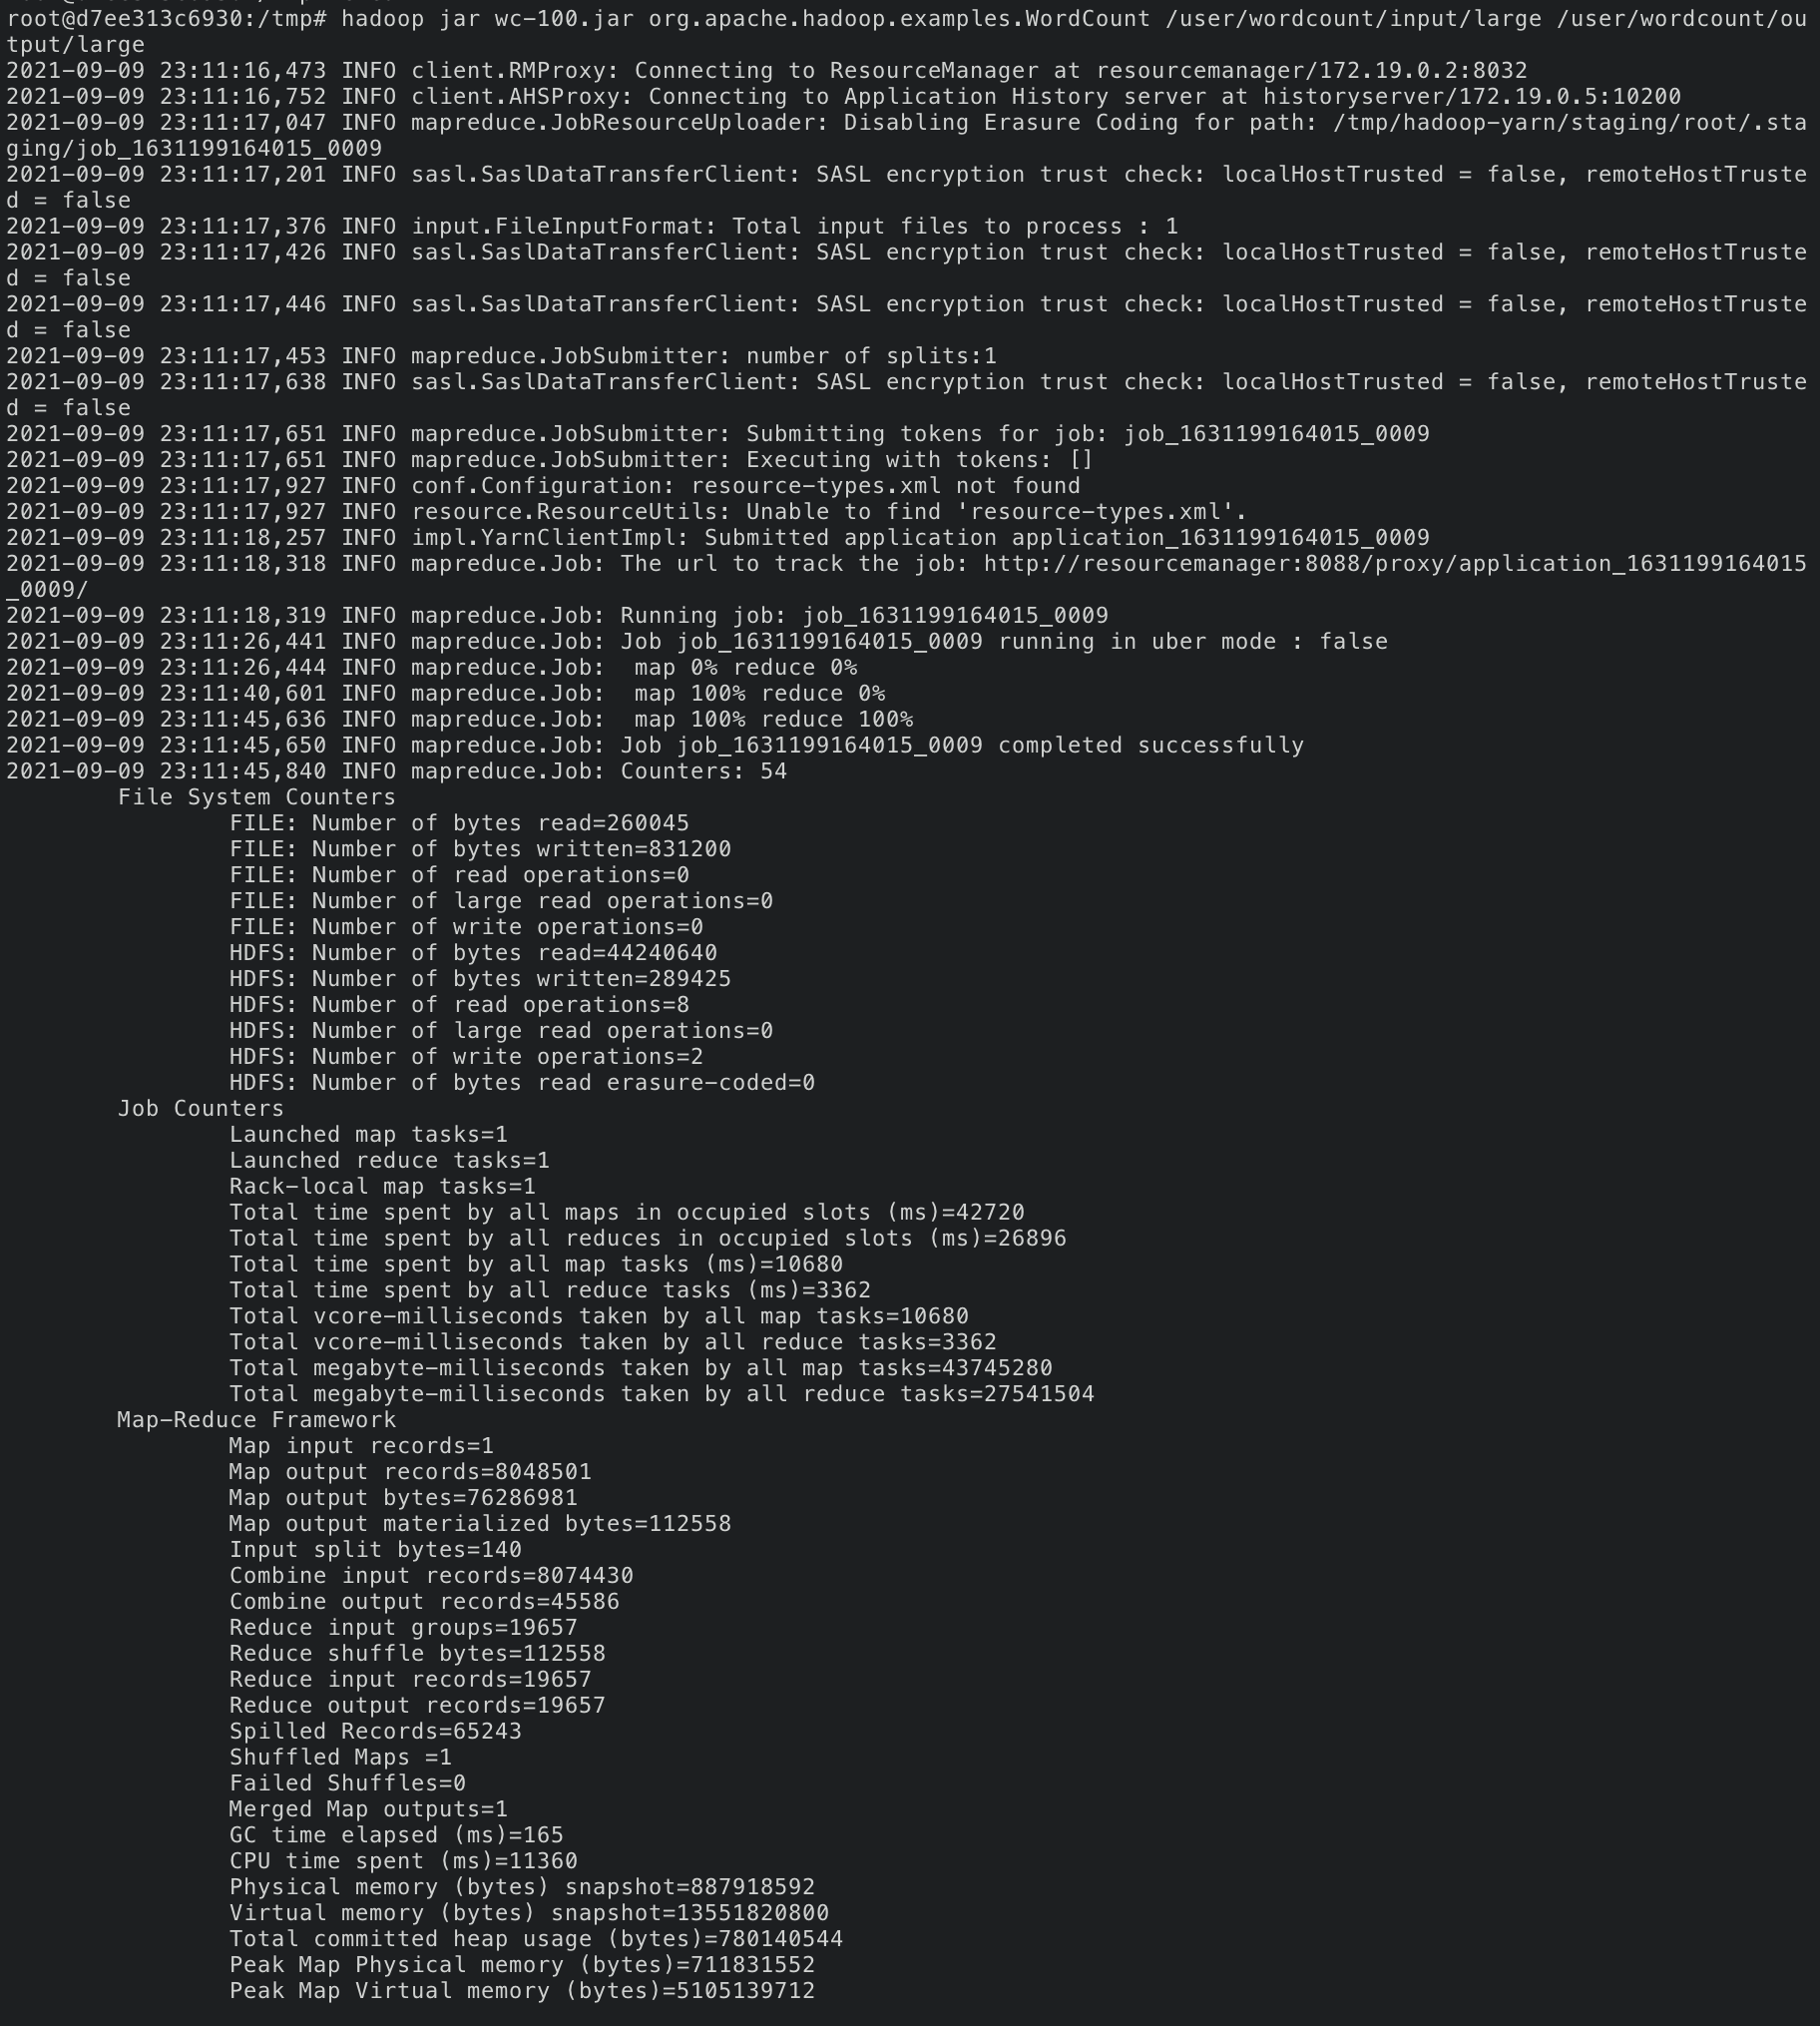 root@d7ee313c6930:/tmp# hadoop jar wc-100.jar org.apache.hadoop.examples.WordCount /user/wordcount/input/large /user/wordcount/ou
tput/large
2021-09-09 23:11:16,473 INFO client.RMProxy: Connecting to ResourceManager at resourcemanager/172.19.0.2:8032
2021-09-09 23:11:16,752 INFO client.AHSProxy: Connecting to Application History server at historyserver/172.19.0.5:10200
2021-09-09 23:11:17,047 INFO mapreduce.JobResourceUploader: Disabling Erasure Coding for path: /tmp/hadoop-yarn/staging/root/.sta
ging/job_1631199164015_0009
2021-09-09 23:11:17,201 INFO sasl.SaslDataTransferClient: SASL encryption trust check: localHostTrusted = false, remoteHostTruste
d = false
2021-09-09 23:11:17,376 INFO input.FileInputFormat: Total input files to process : 1
2021-09-09 23:11:17,426 INFO sasl.SaslDataTransferClient: SASL encryption trust check: localHostTrusted = false, remoteHostTruste
d = false
2021-09-09 23:11:17,446 INFO sasl.SaslDataTransferClient: SASL encryption trust check: localHostTrusted = false, remoteHostTruste
d = false
2021-09-09 23:11:17,453 INFO mapreduce.JobSubmitter: number of splits:1
2021-09-09 23:11:17,638 INFO sasl.SaslDataTransferClient: SASL encryption trust check: localHostTrusted = false, remoteHostTruste
d = false
2021-09-09 23:11:17,651 INFO mapreduce.JobSubmitter: Submitting tokens for job: job_1631199164015_0009
2021-09-09 23:11:17,651 INFO mapreduce.JobSubmitter: Executing with tokens: []
2021-09-09 23:11:17,927 INFO conf.Configuration: resource-types.xml not found
2021-09-09 23:11:17,927 INFO resource.ResourceUtils: Unable to find 'resource-types.xml'.
2021-09-09 23:11:18,257 INFO impl.YarnClientImpl: Submitted application application_1631199164015_0009
2021-09-09 23:11:18,318 INFO mapreduce.Job: The url to track the job: http://resourcemanager:8088/proxy/application_1631199164015
_0009/
2021-09-09 23:11:18,319 INFO mapreduce.Job: Running job: job_1631199164015_0009
2021-09-09 23:11:26,441 INFO mapreduce.Job: Job job_1631199164015_0009 running in uber mode : false
2021-09-09 23:11:26,444 INFO mapreduce.Job:  map 0% reduce 0%
2021-09-09 23:11:40,601 INFO mapreduce.Job:  map 100% reduce 0%
2021-09-09 23:11:45,636 INFO mapreduce.Job:  map 100% reduce 100%
2021-09-09 23:11:45,650 INFO mapreduce.Job: Job job_1631199164015_0009 completed successfully
2021-09-09 23:11:45,840 INFO mapreduce.Job: Counters: 54
File System Counters
FILE: Number of bytes read=260045
FILE: Number of bytes written=831200
FILE: Number of read operations=0
FILE: Number of large read operations=0
FILE: Number of write operations=0
HDFS: Number of bytes read=44240640
HDFS: Number of bytes written=289425
HDFS: Number of read operations=8
HDFS: Number of large read operations=0
HDFS: Number of write operations=2
HDFS: Number of bytes read erasure-coded=0
Job Counters
Launched map tasks=1
Launched reduce tasks=1
Rack-local map tasks=1
Total time spent by all maps in occupied slots (ms)=42720
Total time spent by all reduces in occupied slots (ms)=26896
Total time spent by all map tasks (ms)=10680
Total time spent by all reduce tasks (ms)=3362
Total vcore-milliseconds taken by all map tasks=10680
Total vcore-milliseconds taken by all reduce tasks=3362
Total megabyte-milliseconds taken by all map tasks=43745280
Total megabyte-milliseconds taken by all reduce tasks=27541504
Map-Reduce Framework
Map input records=1
Map output records=8048501
Map output bytes=76286981
Map output materialized bytes=112558
Input split bytes=140
Combine input records=8074430
Combine output records=45586
Reduce input groups=19657
Reduce shuffle bytes=112558
Reduce input records=19657
Reduce output records=19657
Spilled Records=65243
Shuffled Maps =1
Failed Shuffles=0
Merged Map outputs=1
GC time elapsed (ms)=165
CPU time spent (ms)=11360
Physical memory (bytes) snapshot=887918592
Virtual memory (bytes) snapshot=13551820800
Total committed heap usage (bytes)=780140544
Peak Map Physical memory (bytes)=711831552
Peak Map Virtual memory (bytes)=5105139712